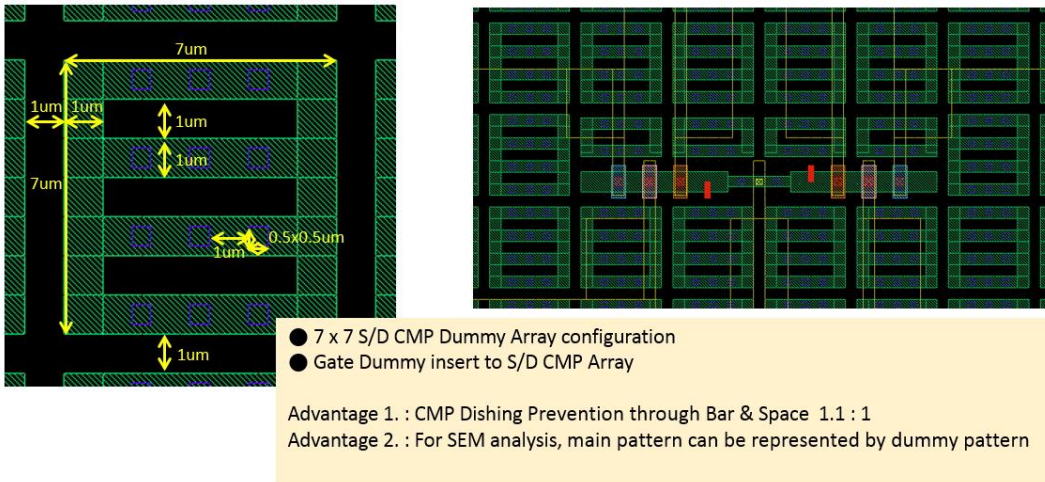 7um
1um
1um
1um
1um
7um
0.5x0.5um
1um
1um
● 7 x 7 S/D CMP Dummy Array configuration
● Gate Dummy insert to S/D CMP Array
Advantage 1. : CMP Dishing Prevention through Bar & Space 1.1 : 1
Advantage 2. : For SEM analysis, main pattern can be represented by dummy pattern